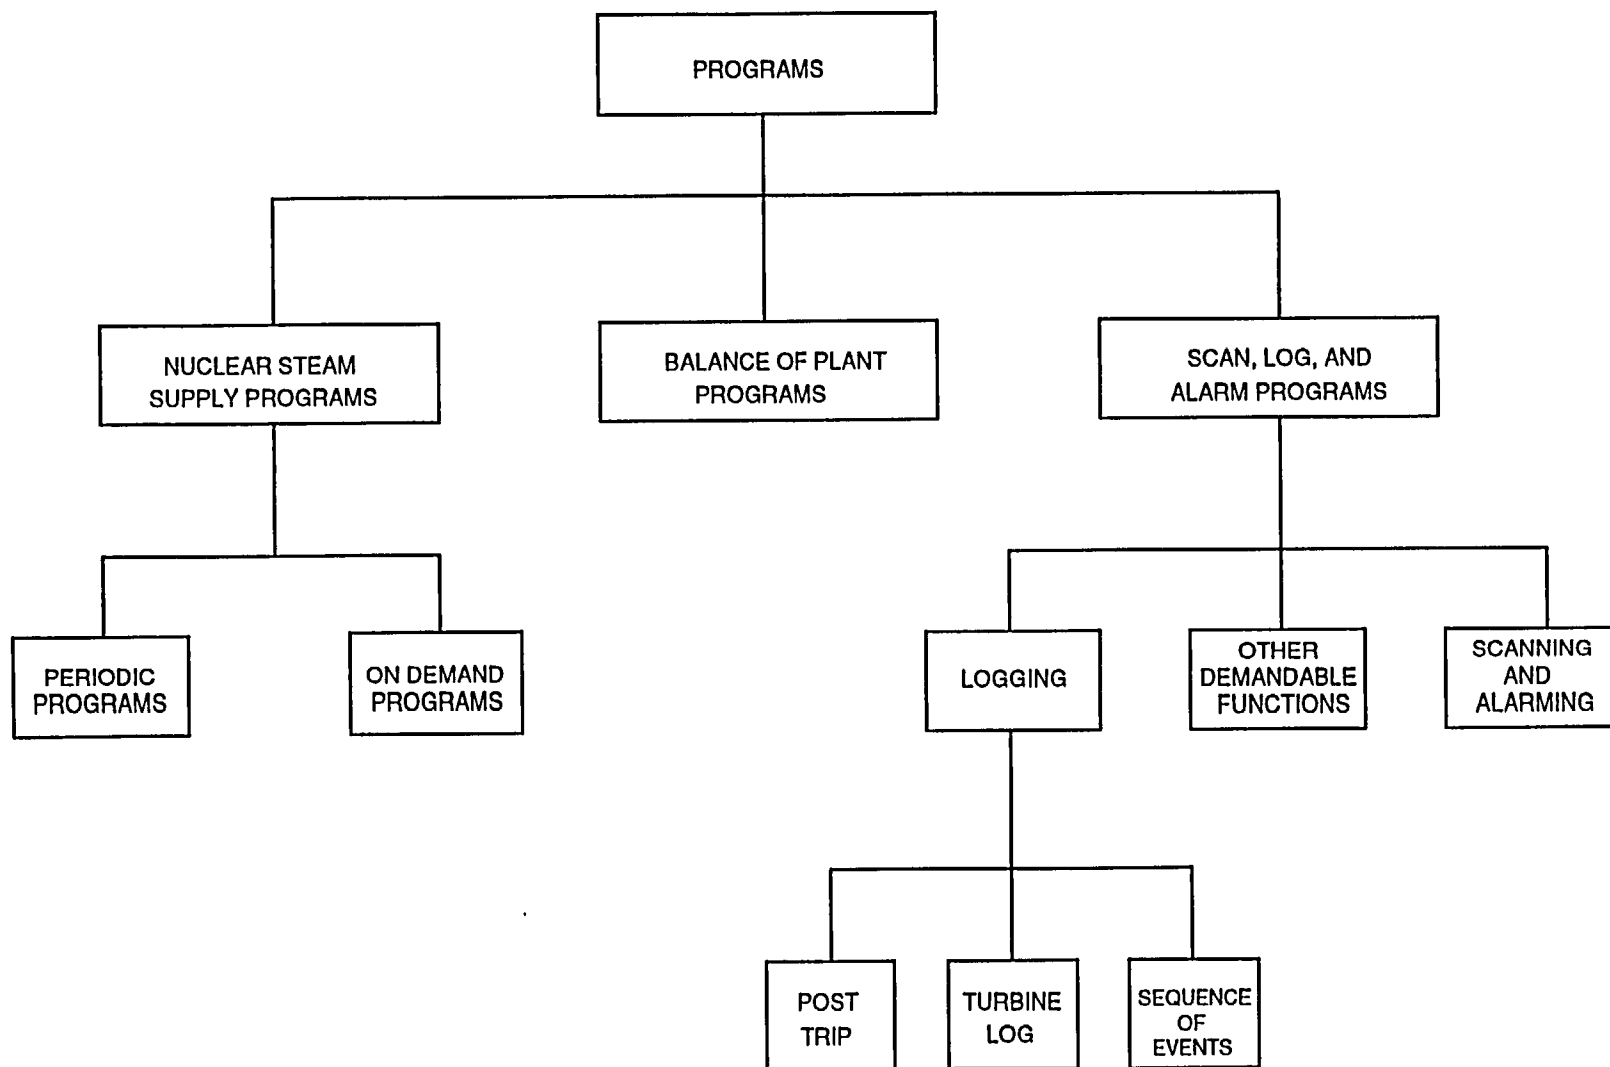 PROGRAMS
NUCLEAR STEAM
SUPPLY PROGRAMS
BALANCE OF PLANT
PROGRAMS
SCAN, LOG, AND
ALARM PROGRAMS
PERIODIC
PROGRAMS
ON DEMAND
PROGRAMS
LOGGING
OTHER
DEMANDABLE
FUNCTIONS
SCANNING
AND
ALARMING
POST
TRIP
TURBINE
LOG
SEQUENCE
OF
EVENTS